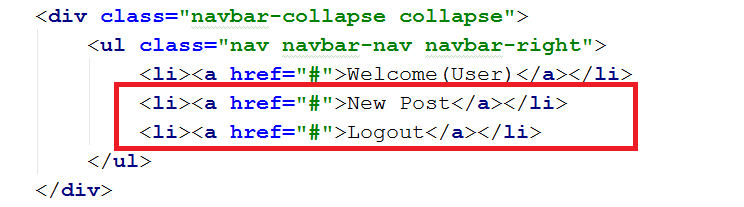 <div class="navbar-collapse collapse">
<ul class="nav navbar-nav navbar-right">
<li><a href="#">Welcome(User)</a></li>
<li><a href="#">New Post</a></li>
<li><a href="#">Logout</a></li>
</ul>
</div>